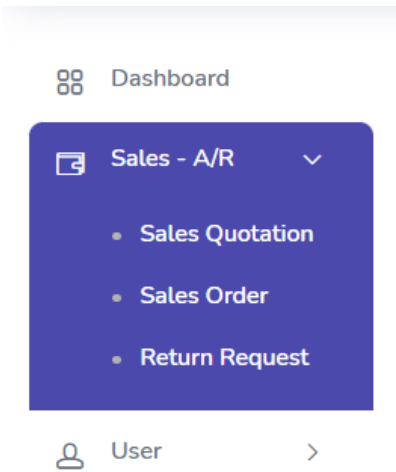 Dashboard
Sales - A/R
Sales Quotation
Sales Order
Return Request
User